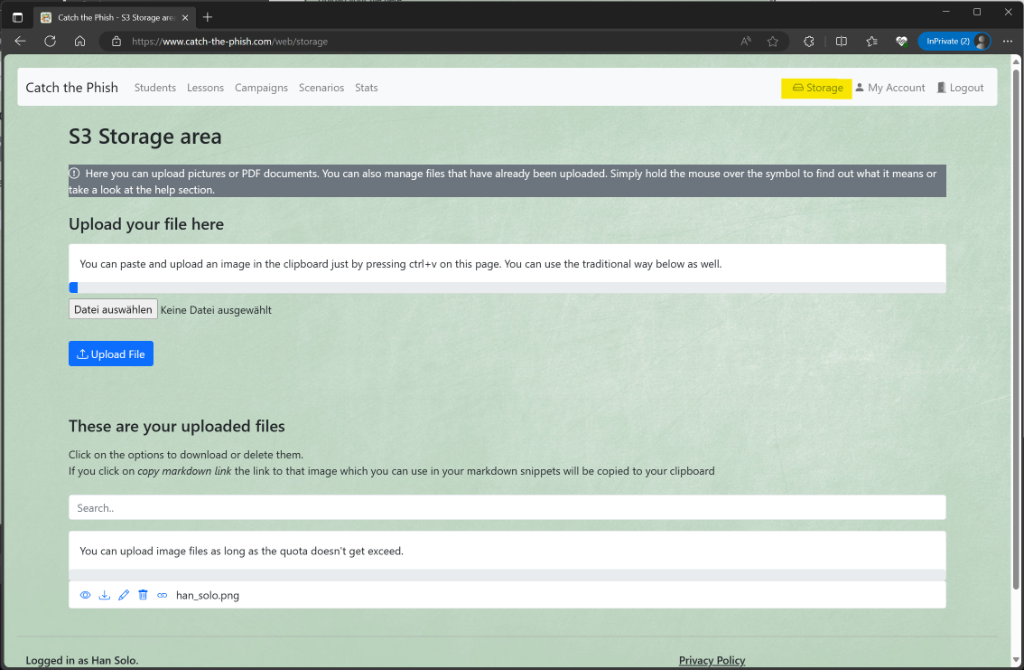 Catch the Phish - S3 Storage are
https://www.catch-the-phish.com/web/storage
InPrivate (2)
Catch the Phish Students Lessons Campaigns Scenarios Stats Storage My Account Logout
S3 Storage area
Here you can upload pictures or PDF documents. You can also manage files that have already been uploaded. Simply hold the mouse over the symbol to find out what it means or
take a look at the help section.
Upload your file here
You can paste and upload an image in the clipboard just by pressing ctrl+v on this page. You can use the traditional way below as well.
Datei auswählen Keine Datei ausgewählt
Upload File
These are your uploaded files
Click on the options to download or delete them.
If you click on copy markdown link the link to that image which you can use in your markdown snippets will be copied to your clipboard
Search..
You can upload image files as long as the quota doesn't get exceed.
han_solo.png
Logged in as Han Solo. Privacy Policy